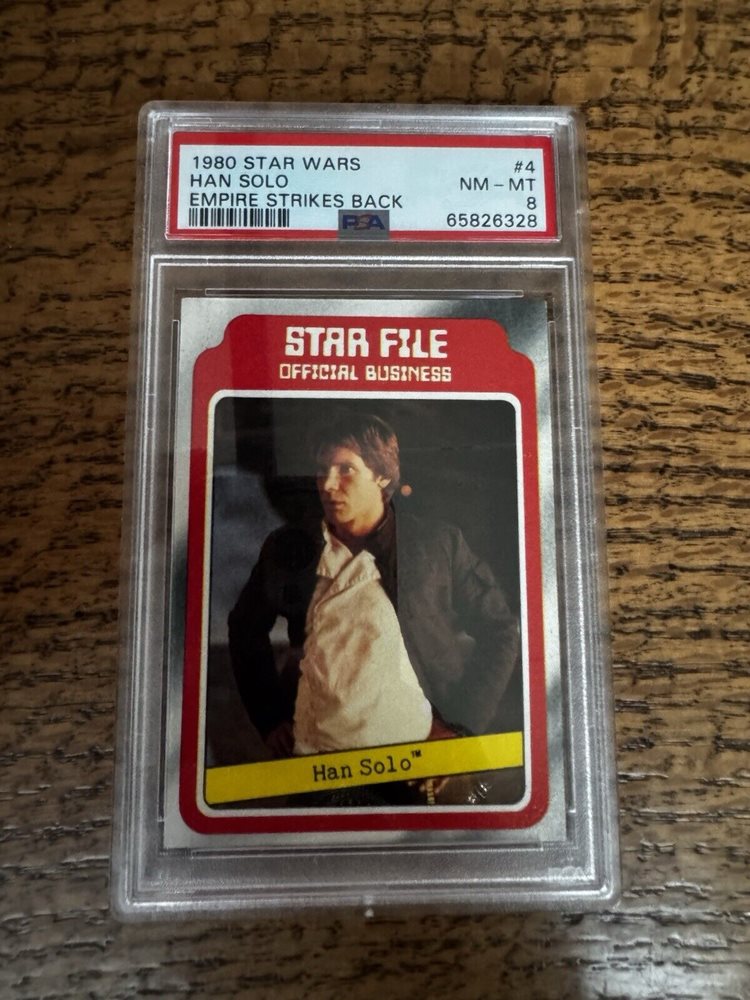 1980 STAR WARS #4
HAN SOLO NM - MT
EMPIRE STRIKES BACK 8
PSA 65826328
STAR FILE
OFFICIAL BUSINESS
Han Solo™
PSA